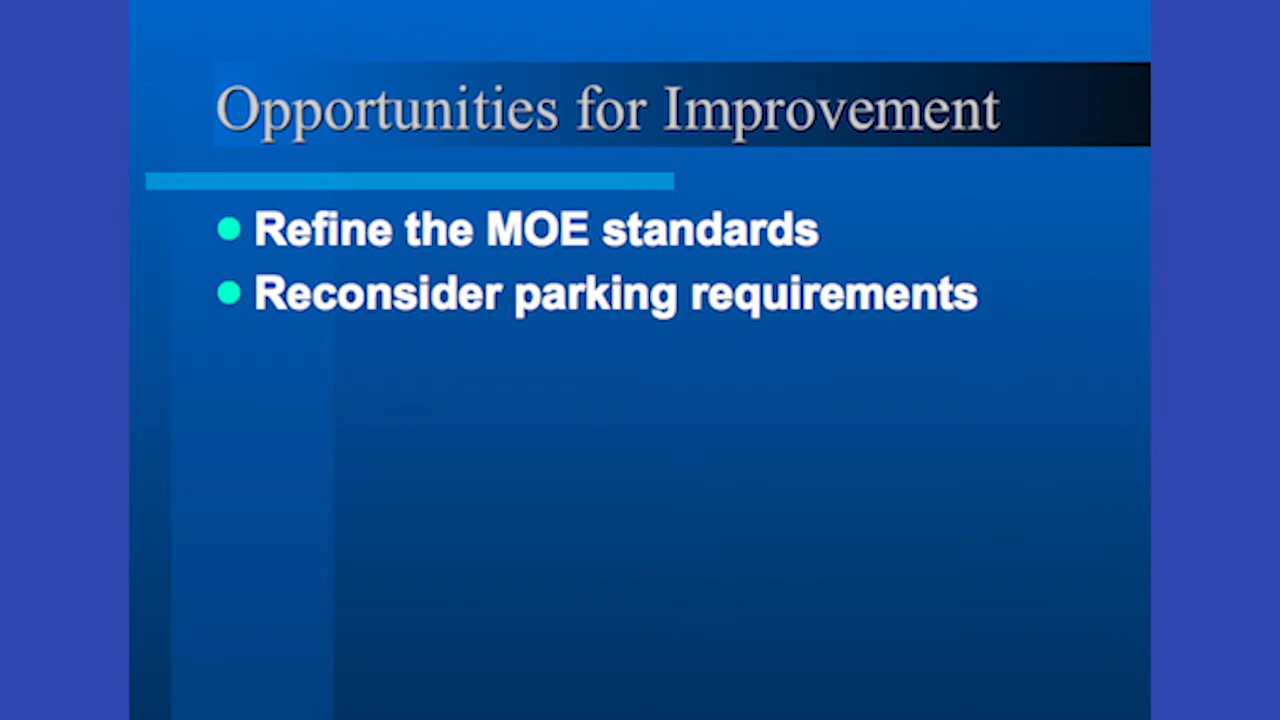 Opportunities for Improvement
Refine the MOE standards
Reconsider parking requirements